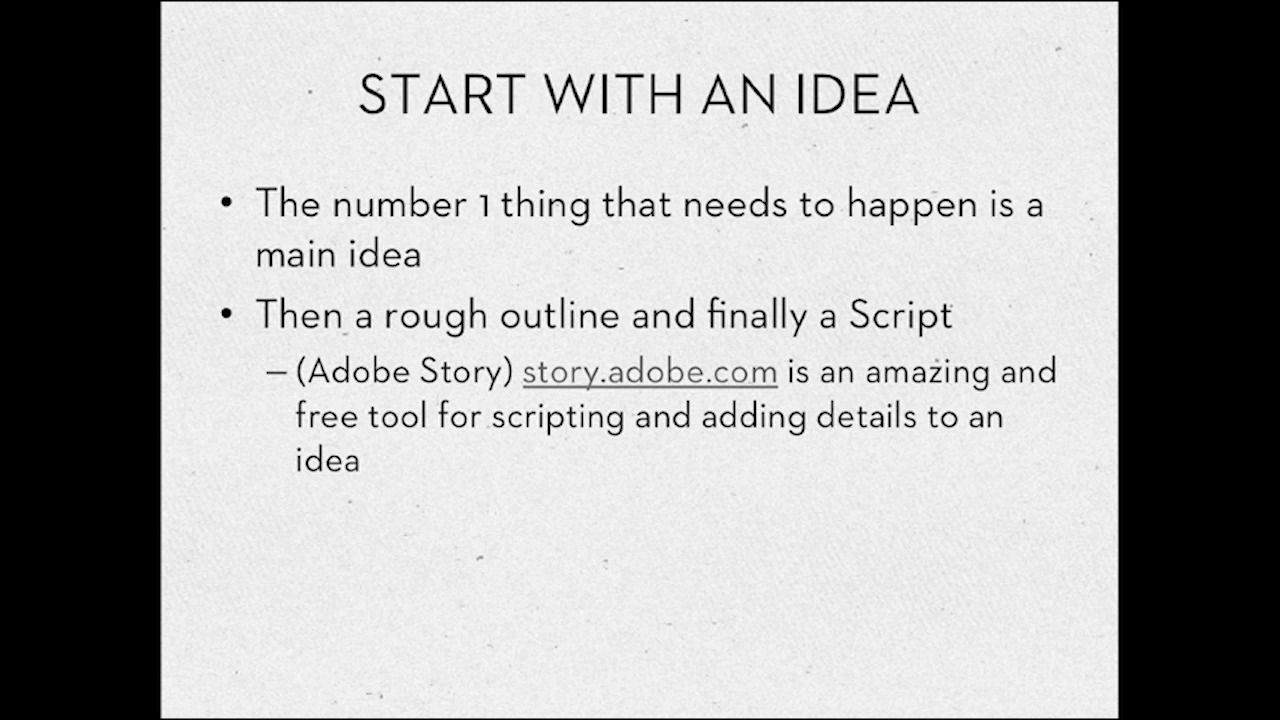 START WITH AN IDEA
• The number 1 thing that needs to happen is a
main idea
• Then a rough outline and finally a Script
– (Adobe Story) story.adobe.com is an amazing and
free tool for scripting and adding details to an
idea